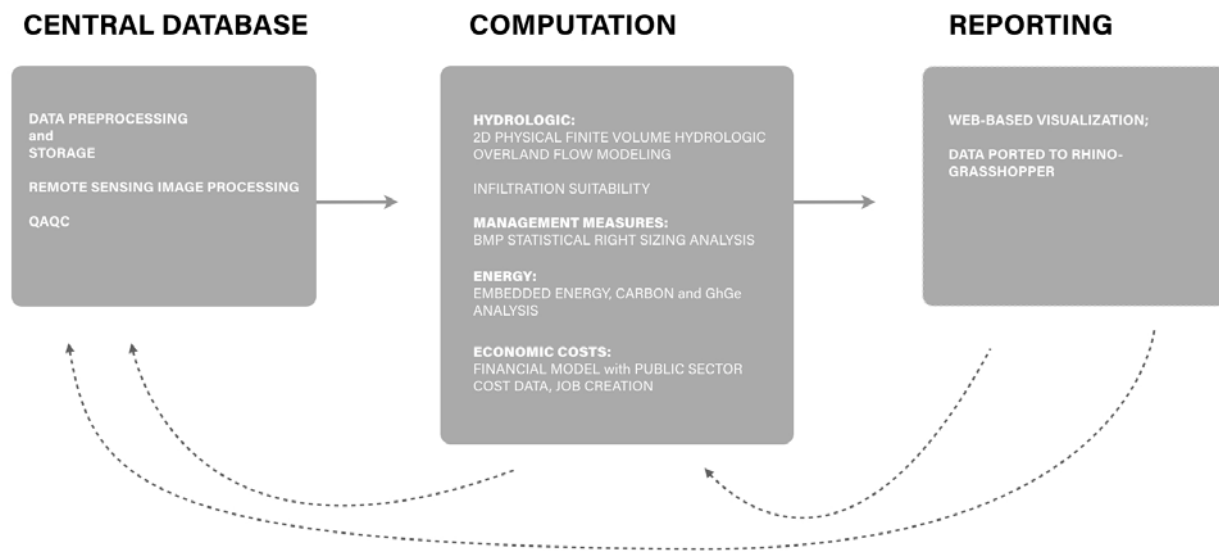 CENTRAL DATABASE
DATA PREPROCESSING
and
STORAGE
REMOTE SENSING IMAGE PROCESSING
QAQC
COMPUTATION
HYDROLOGIC:
2D PHYSICAL FINITE VOLUME HYDROLOGIC
OVERLAND FLOW MODELING
INFILTRATION SUITABILITY
MANAGEMENT MEASURES:
BMP STATISTICAL RIGHT SIZING ANALYSIS
ENERGY:
EMBEDDED ENERGY, CARBON and GhGe
ANALYSIS
ECONOMIC COSTS:
FINANCIAL MODEL with PUBLIC SECTOR
COST DATA, JOB CREATION
REPORTING
WEB-BASED VISUALIZATION;
DATA PORTED TO RHINO-
GRASSHOPPER